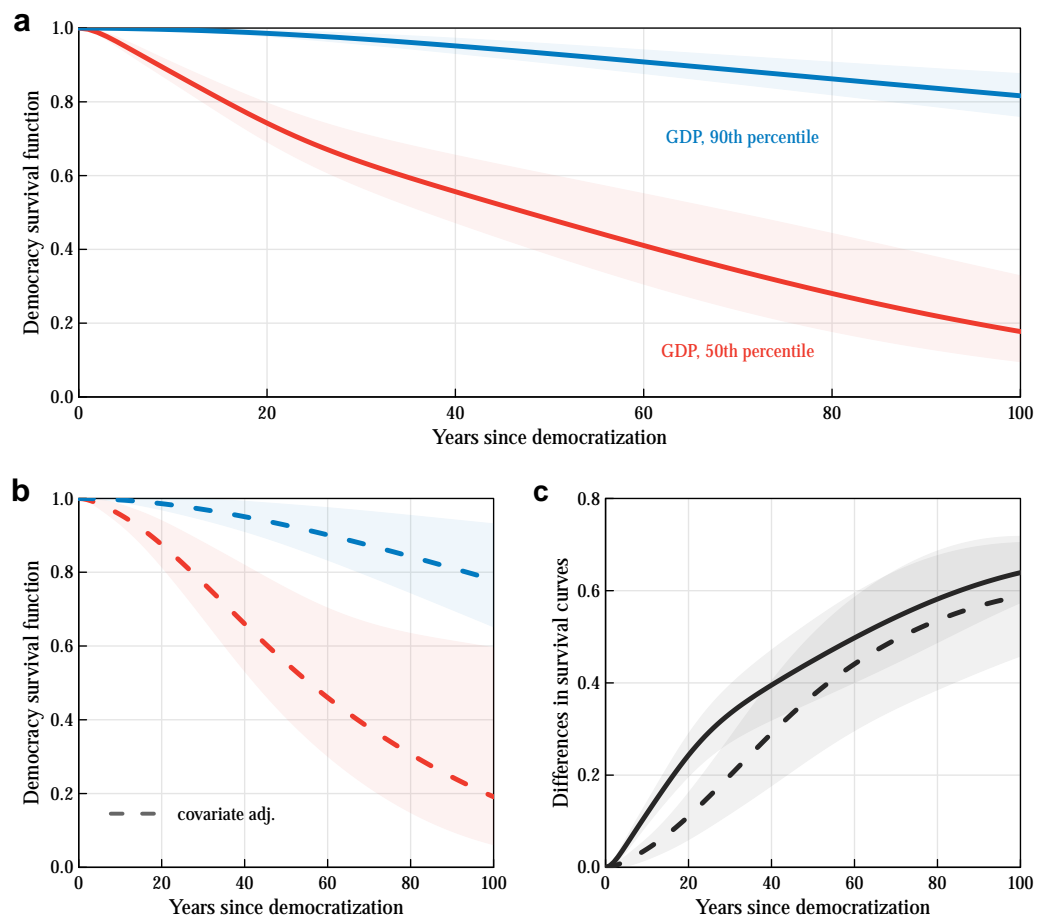 a
Democracy survival function
1.0
0.8
0.6
0.4
0.2
0.0
GDP, 90th percentile
GDP, 50th percentile
0 20 40 60 80 100
Years since democratization
b
Democracy survival function
1.0
0.8
0.6
0.4
0.2
0.0
covariate adj.
0 20 40 60 80 100
Years since democratization
c
Differences in survival curves
0.8
0.6
0.4
0.2
0.0
0 20 40 60 80 100
Years since democratization